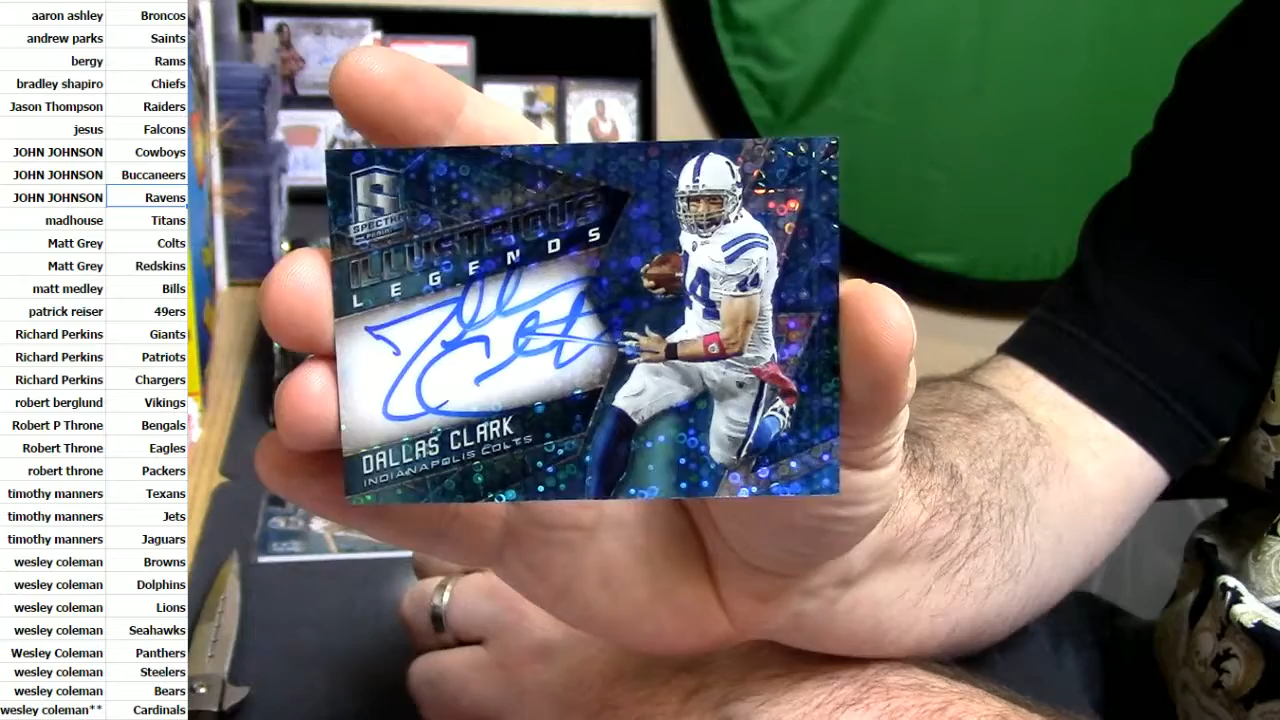 aaron ashley Broncos
andrew parks Saints
bergy Rams
bradley shapiro Chiefs
Jason Thompson Raiders
jesus Falcons
JOHN JOHNSON Cowboys
JOHN JOHNSON Buccaneers
JOHN JOHNSON Ravens
madhouse Titans
Matt Grey Colts
Matt Grey Redskins
matt medley Bills
patrick reiser 49ers
Richard Perkins Giants
Richard Perkins Patriots
Richard Perkins Chargers
robert berglund Vikings
Robert P Throne Bengals
Robert Throne Eagles
robert throne Packers
timothy manners Texans
timothy manners Jets
timothy manners Jaguars
wesley coleman Browns
wesley coleman Dolphins
wesley coleman Lions
wesley coleman Seahawks
Wesley Coleman Panthers
wesley coleman Steelers
wesley coleman Bears
wesley coleman** Cardinals
S
SPECTRA
PANINI
ILLUSTRIOUS
LEGENDS
Dallas Clark
DALLAS CLARK
INDIANAPOLIS COLTS
44
44